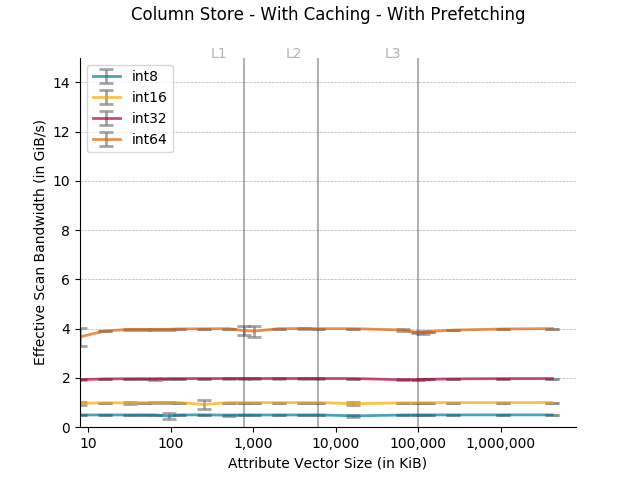 Column Store - With Caching - With Prefetching
L1 L2 L3
int8
int16
int32
int64
14
12
10
8
6
4
2
0
Effective Scan Bandwidth (in GiB/s)
10 100 1,000 10,000 100,000 1,000,000
Attribute Vector Size (in KiB)